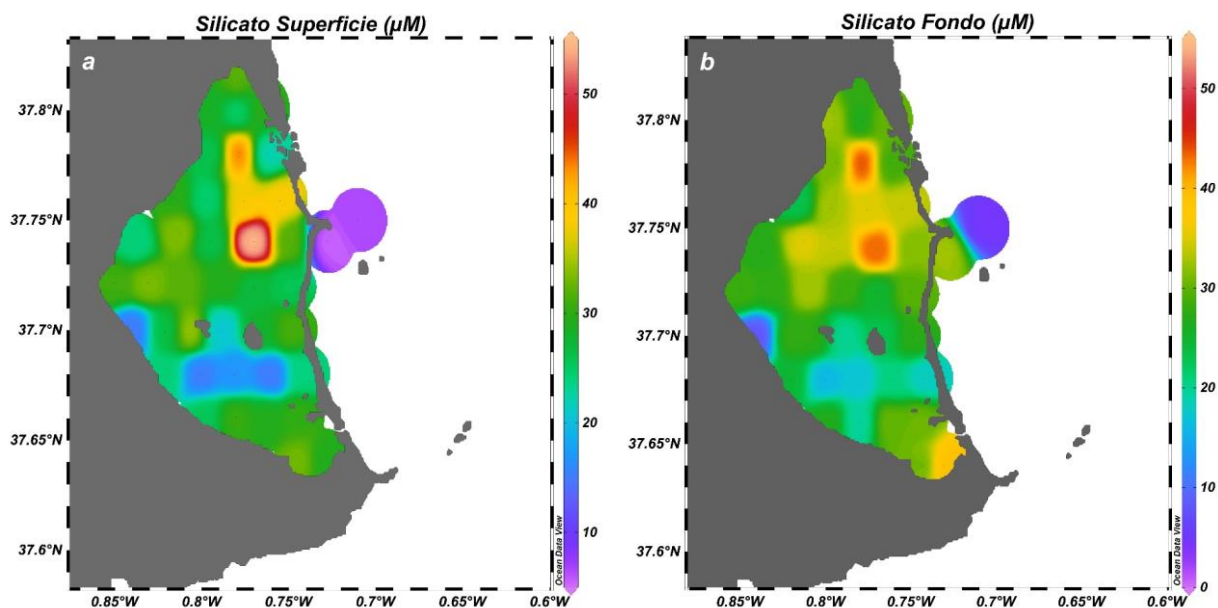 Silicato Superficie (µM)
a
37.8°N
37.75°N
37.7°N
37.65°N
37.6°N
0.85°W 0.8°W 0.75°W 0.7°W 0.65°W 0.6°W
50
40
30
20
10
Ocean Data View
Silicato Fondo (µM)
b
37.8°N
37.75°N
37.7°N
37.65°N
37.6°N
0.85°W 0.8°W 0.75°W 0.7°W 0.65°W 0.6°W
50
40
30
20
10
0
Ocean Data View